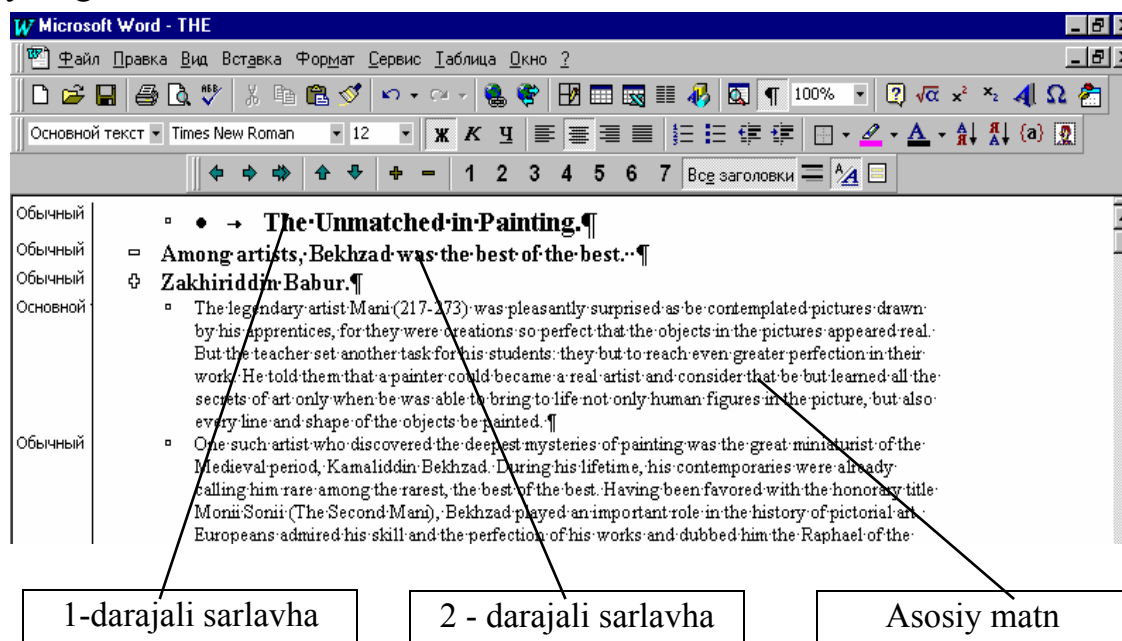 Microsoft Word - THE
Файл Правка Вид Вставка Формат Сервис Таблица Окно ?
100%
Основной текст Times New Roman 12 Ж К Ч {a}
1 2 3 4 5 6 7 Все заголовки
Обычный The·Unmatched·in·Painting.¶
Обычный Among·artists,·Bekhzad·was·the·best·of·the·best.··¶
Обычный Zakhiriddin·Babur.¶
Основной The·legendary·artist·Mani·(217-273)·was·pleasantly·surprised·as·be·contemplated·pictures·drawn·
by·his·apprentices,·for·they·were·creations·so·perfect·that·the·objects·in·the·pictures·appeared·real.·
But·the·teacher·set·another·task·for·his·students:·they·but·to·reach·even·greater·perfection·in·their·
work.·He·told·them·that·a·painter·could·became·a·real·artist·and·consider·that·be·but·learned·all·the·
secrets·of·art·only·when·be·was·able·to·bring·to·life·not·only·human·figures·in·the·picture,·but·also·
every·line·and·shape·of·the·objects·be·painted.·¶
Обычный One·such·artist·who·discovered·the·deepest·mysteries·of·painting·was·the·great·miniaturist·of·the·
Medieval·period,·Kamaliddin·Bekhzad.·During·his·lifetime,·his·contemporaries·were·already·
calling·him·rare·among·the·rarest,·the·best·of·the·best.·Having·been·favored·with·the·honorary·title·
Monii·Sonii·(The·Second·Mani),·Bekhzad·played·an·important·role·in·the·history·of·pictorial·art.·
Europeans·admired·his·skill·and·the·perfection·of·his·works·and·dubbed·him·the·Raphael·of·the·
1-darajali sarlavha
2 - darajali sarlavha
Asosiy matn